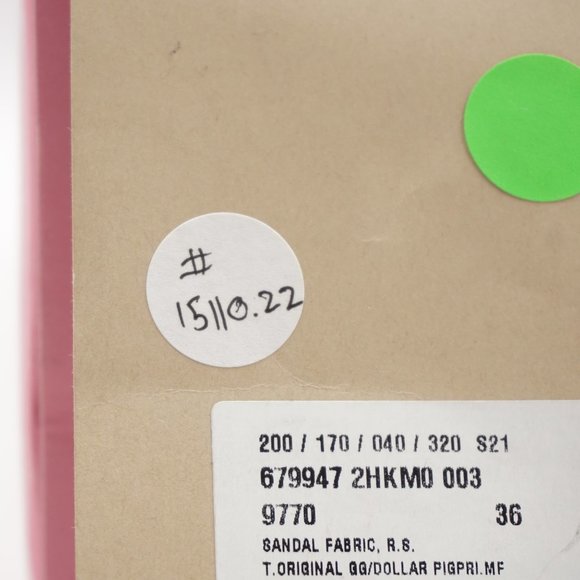 #
15110.22
200 / 170 / 040 / 320 S21
679947 2HKM0 003
9770 36
SANDAL FABRIC, R.S.
T.ORIGINAL GG/DOLLAR PIGPRI.MF